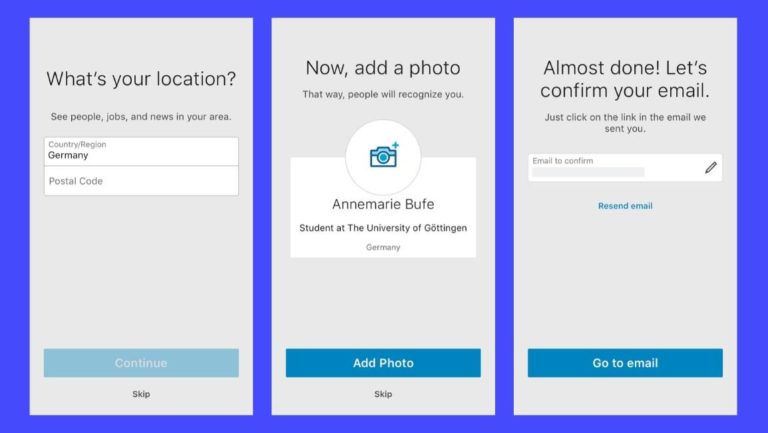 What's your location?
See people, jobs, and news in your area.
Country/Region
Germany
Postal Code
Continue
Skip
Now, add a photo
That way, people will recognize you.
Annemarie Bufe
Student at The University of Göttingen
Germany
Add Photo
Skip
Almost done! Let's
confirm your email.
Just click on the link in the email we
sent you.
Email to confirm
Resend email
Go to email